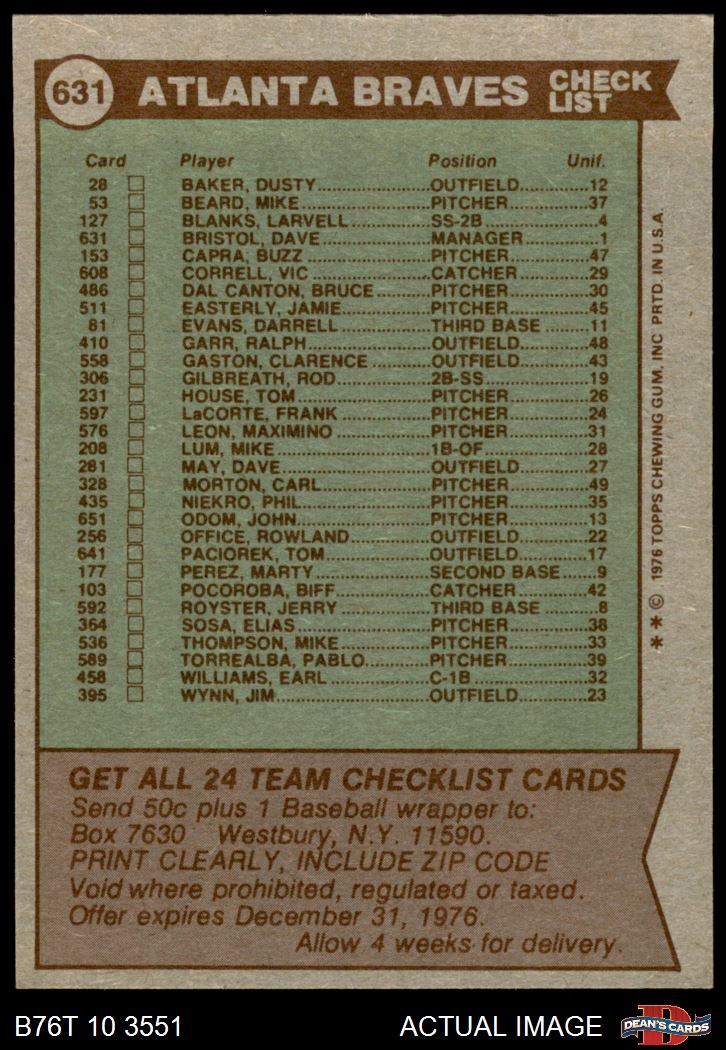 631 ATLANTA BRAVES CHECK LIST
Card Player Position Unif.
28 BAKER, DUSTY OUTFIELD 12
53 BEARD, MIKE PITCHER 37
127 BLANKS, LARVELL SS-2B 4
631 BRISTOL, DAVE MANAGER 1
153 CAPRA, BUZZ PITCHER 47
608 CORRELL, VIC CATCHER 29
486 DAL CANTON, BRUCE PITCHER 30
511 EASTERLY, JAMIE PITCHER 45
81 EVANS, DARRELL THIRD BASE 11
410 GARR, RALPH OUTFIELD 48
558 GASTON, CLARENCE OUTFIELD 43
306 GILBREATH, ROD 2B-SS 19
231 HOUSE, TOM PITCHER 26
597 LaCORTE, FRANK PITCHER 24
576 LEON, MAXIMINO PITCHER 31
208 LUM, MIKE 1B-OF 28
281 MAY, DAVE OUTFIELD 27
328 MORTON, CARL PITCHER 49
435 NIEKRO, PHIL PITCHER 35
651 ODOM, JOHN PITCHER 13
256 OFFICE, ROWLAND OUTFIELD 22
641 PACIOREK, TOM OUTFIELD 17
177 PEREZ, MARTY SECOND BASE 9
103 POCOROBA, BIFF CATCHER 42
592 ROYSTER, JERRY THIRD BASE 8
364 SOSA, ELIAS PITCHER 38
536 THOMPSON, MIKE PITCHER 33
589 TORREALBA, PABLO PITCHER 39
458 WILLIAMS, EARL C-1B 32
395 WYNN, JIM OUTFIELD 23
* * © 1976 TOPPS CHEWING GUM, INC PRTD. IN U.S.A.
GET ALL 24 TEAM CHECKLIST CARDS
Send 50c plus 1 Baseball wrapper to:
Box 7630 Westbury, N.Y. 11590.
PRINT CLEARLY, INCLUDE ZIP CODE
Void where prohibited, regulated or taxed.
Offer expires December 31, 1976.
Allow 4 weeks for delivery.
B76T 10 3551 ACTUAL IMAGE DEAN'S CARDS